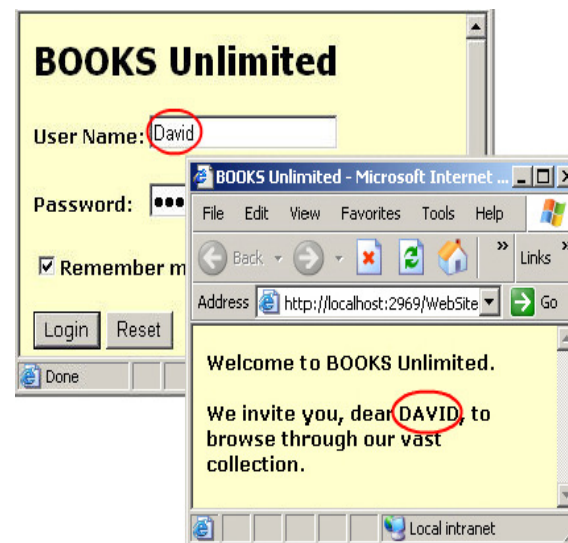 BOOKS Unlimited
User Name: David
Password:
Remember m
Login Reset
Done
BOOKS Unlimited - Microsoft Internet ...
File Edit View Favorites Tools Help
Back » Links »
Address http://localhost:2969/WebSite Go
Welcome to BOOKS Unlimited.
We invite you, dear DAVID, to
browse through our vast
collection.
Local intranet